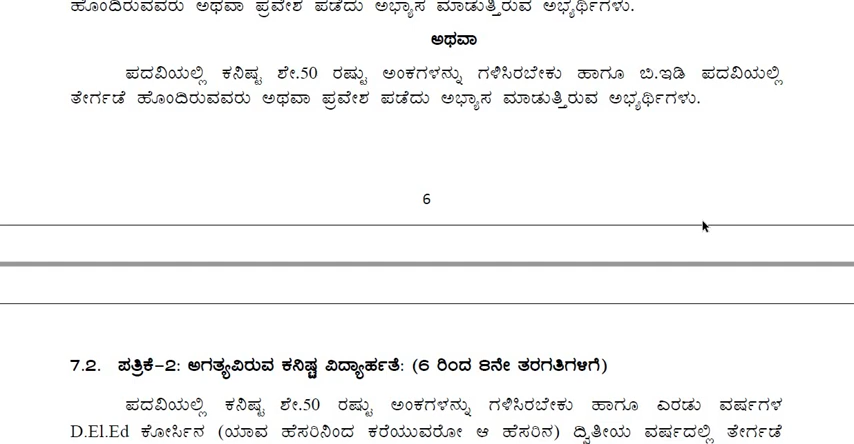 ಹೊಂದಿರುವವರು ಅಥವಾ ಪ್ರವೇಶ ಪಡೆದು ಅಭ್ಯಾಸ ಮಾಡುತ್ತಿರುವ ಅಭ್ಯರ್ಥಿಗಳು.
ಅಥವಾ
ಪದವಿಯಲ್ಲಿ ಕನಿಷ್ಟ ಶೇ.50 ರಷ್ಟು ಅಂಕಗಳನ್ನು ಗಳಿಸಿರಬೇಕು ಹಾಗೂ ಬಿ.ಇಡಿ ಪದವಿಯಲ್ಲಿ
ತೇರ್ಗಡೆ ಹೊಂದಿರುವವರು ಅಥವಾ ಪ್ರವೇಶ ಪಡೆದು ಅಭ್ಯಾಸ ಮಾಡುತ್ತಿರುವ ಅಭ್ಯರ್ಥಿಗಳು.
6
7.2. ಪತ್ರಿಕೆ-2: ಅಗತ್ಯವಿರುವ ಕನಿಷ್ಟ ವಿದ್ಯಾರ್ಹತೆ: (6 ರಿಂದ 8ನೇ ತರಗತಿಗಳಿಗೆ)
ಪದವಿಯಲ್ಲಿ ಕನಿಷ್ಟ ಶೇ.50 ರಷ್ಟು ಅಂಕಗಳನ್ನು ಗಳಿಸಿರಬೇಕು ಹಾಗೂ ಎರಡು ವರ್ಷಗಳ
D.El.Ed ಕೋರ್ಸಿನ (ಯಾವ ಹೆಸರಿನಿಂದ ಕರೆಯುವರೋ ಆ ಹೆಸರಿನ) ದ್ವಿತೀಯ ವರ್ಷದಲ್ಲಿ ತೇರ್ಗಡೆ